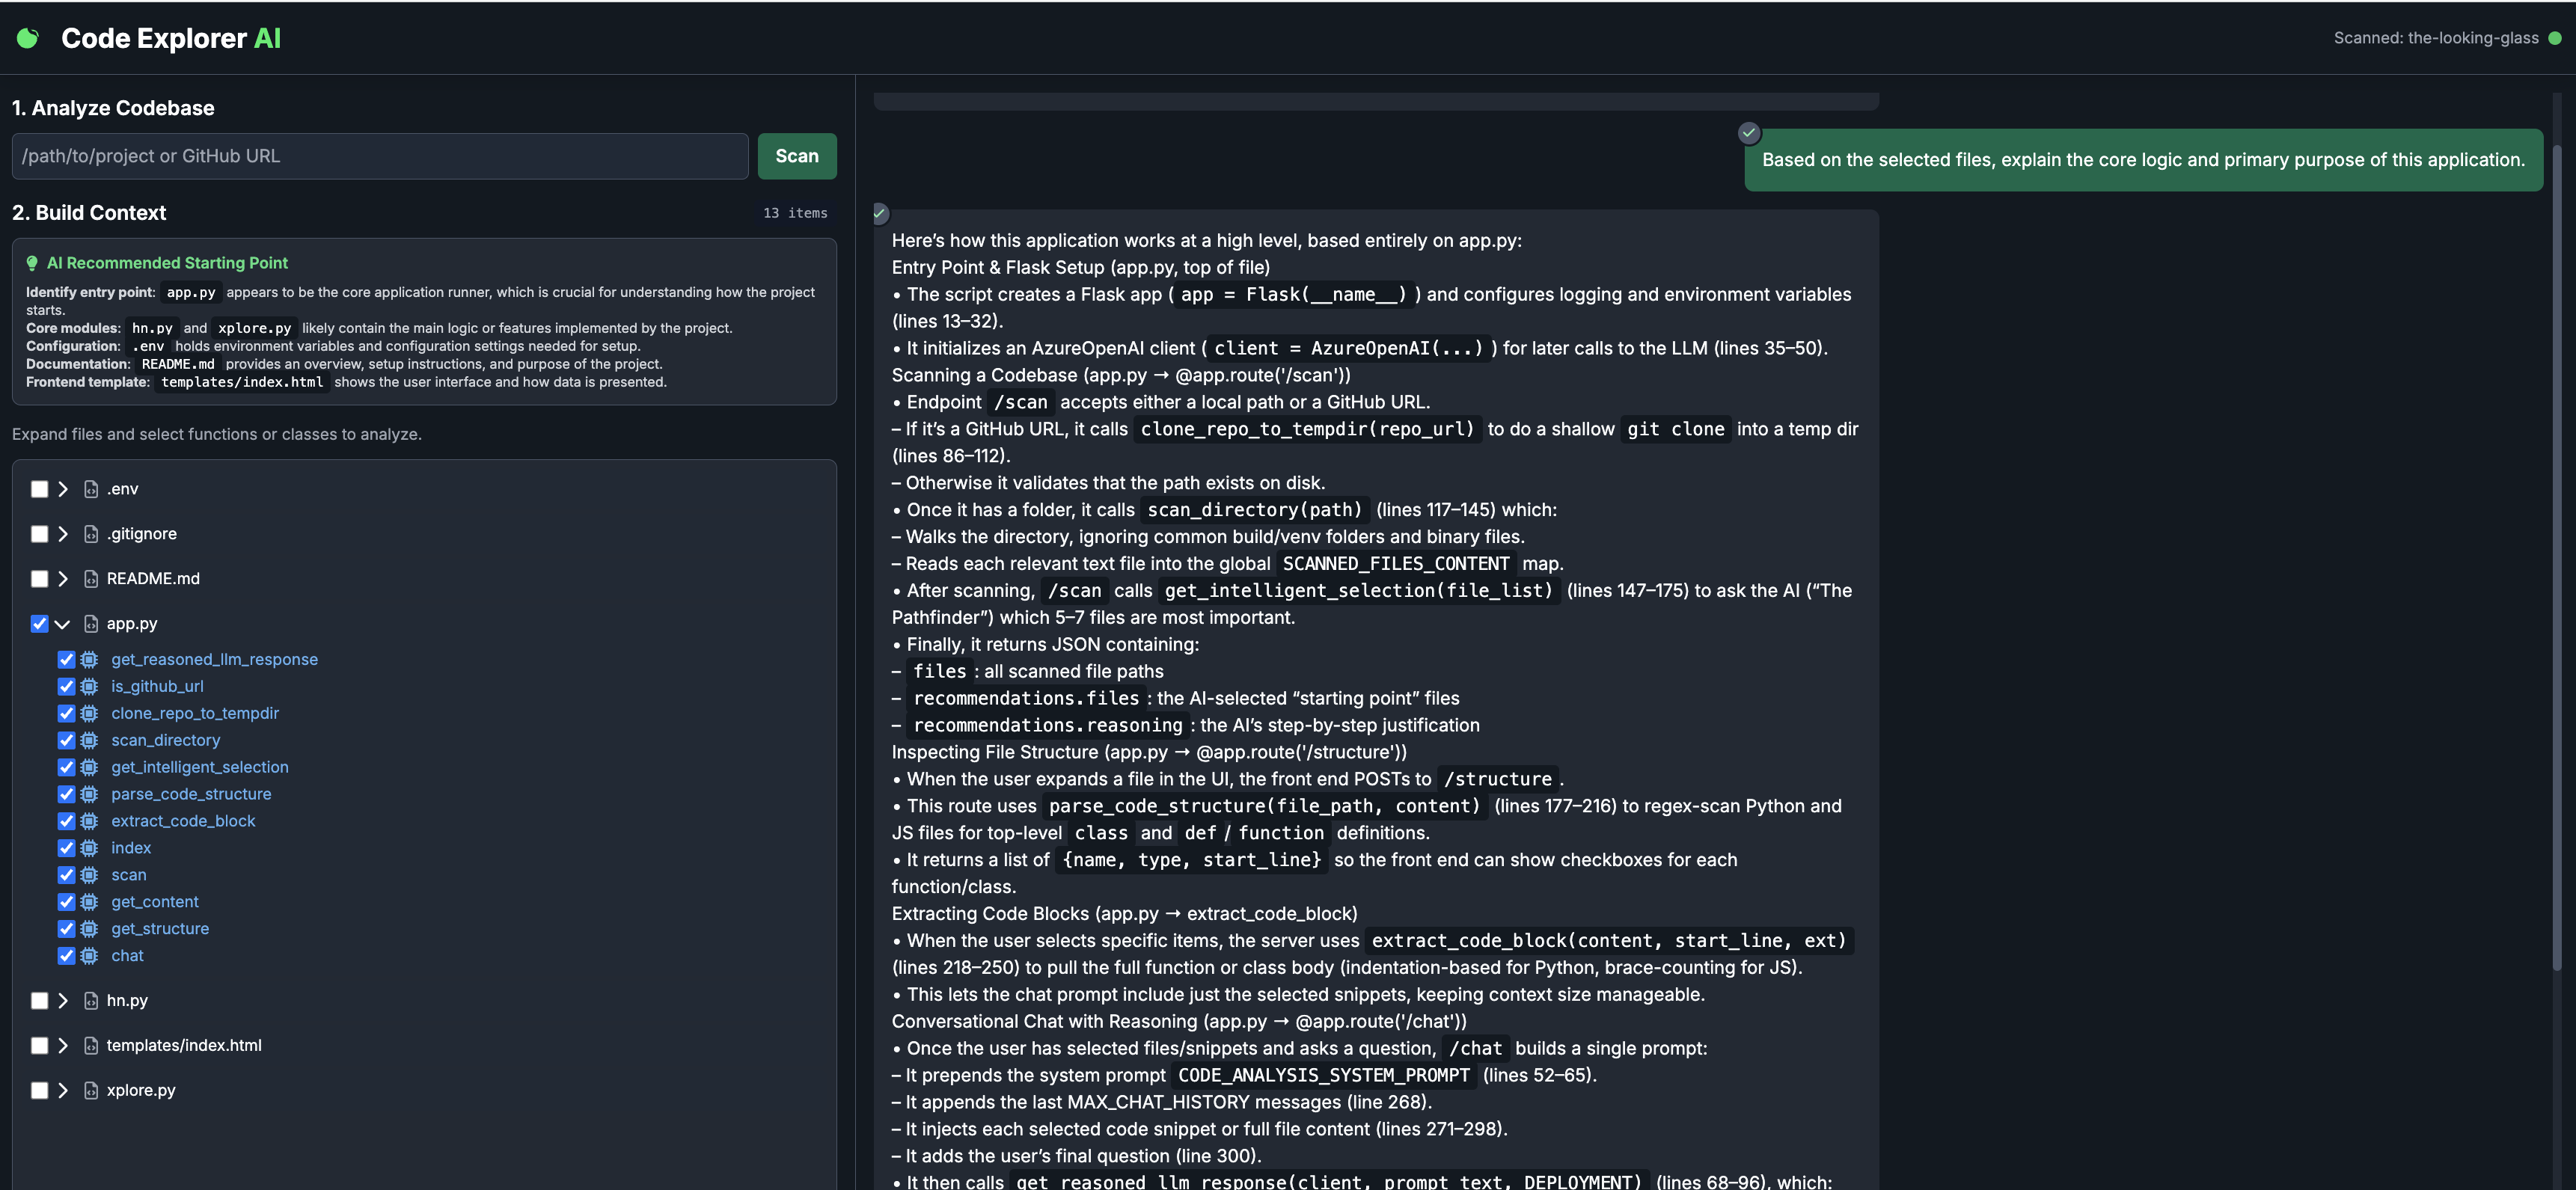 Code Explorer AI
Scanned: the-looking-glass
1. Analyze Codebase
/path/to/project or GitHub URL
Scan
2. Build Context
13 items
AI Recommended Starting Point
Identify entry point: app.py appears to be the core application runner, which is crucial for understanding how the project
starts.
Core modules: hn.py and xplore.py likely contain the main logic or features implemented by the project.
Configuration: .env holds environment variables and configuration settings needed for setup.
Documentation: README.md provides an overview, setup instructions, and purpose of the project.
Frontend template: templates/index.html shows the user interface and how data is presented.
Expand files and select functions or classes to analyze.
.env
.gitignore
README.md
app.py
get_reasoned_llm_response
is_github_url
clone_repo_to_tempdir
scan_directory
get_intelligent_selection
parse_code_structure
extract_code_block
index
scan
get_content
get_structure
chat
hn.py
templates/index.html
xplore.py
Based on the selected files, explain the core logic and primary purpose of this application.
Here’s how this application works at a high level, based entirely on app.py:
Entry Point & Flask Setup (app.py, top of file)
• The script creates a Flask app ( app = Flask(__name__) ) and configures logging and environment variables
(lines 13–32).
• It initializes an AzureOpenAI client ( client = AzureOpenAI(...) ) for later calls to the LLM (lines 35–50).
Scanning a Codebase (app.py → @app.route('/scan'))
• Endpoint /scan accepts either a local path or a GitHub URL.
– If it’s a GitHub URL, it calls clone_repo_to_tempdir(repo_url) to do a shallow git clone into a temp dir
(lines 86–112).
– Otherwise it validates that the path exists on disk.
• Once it has a folder, it calls scan_directory(path) (lines 117–145) which:
– Walks the directory, ignoring common build/venv folders and binary files.
– Reads each relevant text file into the global SCANNED_FILES_CONTENT map.
• After scanning, /scan calls get_intelligent_selection(file_list) (lines 147–175) to ask the AI (“The
Pathfinder”) which 5–7 files are most important.
• Finally, it returns JSON containing:
– files : all scanned file paths
– recommendations.files : the AI-selected “starting point” files
– recommendations.reasoning : the AI’s step-by-step justification
Inspecting File Structure (app.py → @app.route('/structure'))
• When the user expands a file in the UI, the front end POSTs to /structure .
• This route uses parse_code_structure(file_path, content) (lines 177–216) to regex-scan Python and
JS files for top-level class and def / function definitions.
• It returns a list of {name, type, start_line} so the front end can show checkboxes for each
function/class.
Extracting Code Blocks (app.py → extract_code_block)
• When the user selects specific items, the server uses extract_code_block(content, start_line, ext)
(lines 218–250) to pull the full function or class body (indentation-based for Python, brace-counting for JS).
• This lets the chat prompt include just the selected snippets, keeping context size manageable.
Conversational Chat with Reasoning (app.py → @app.route('/chat'))
• Once the user has selected files/snippets and asks a question, /chat builds a single prompt:
– It prepends the system prompt CODE_ANALYSIS_SYSTEM_PROMPT (lines 52–65).
– It appends the last MAX_CHAT_HISTORY messages (line 268).
– It injects each selected code snippet or full file content (lines 271–298).
– It adds the user’s final question (line 300).
• It then calls get_reasoned_llm_response(client, prompt_text, DEPLOYMENT) (lines 68–96), which: